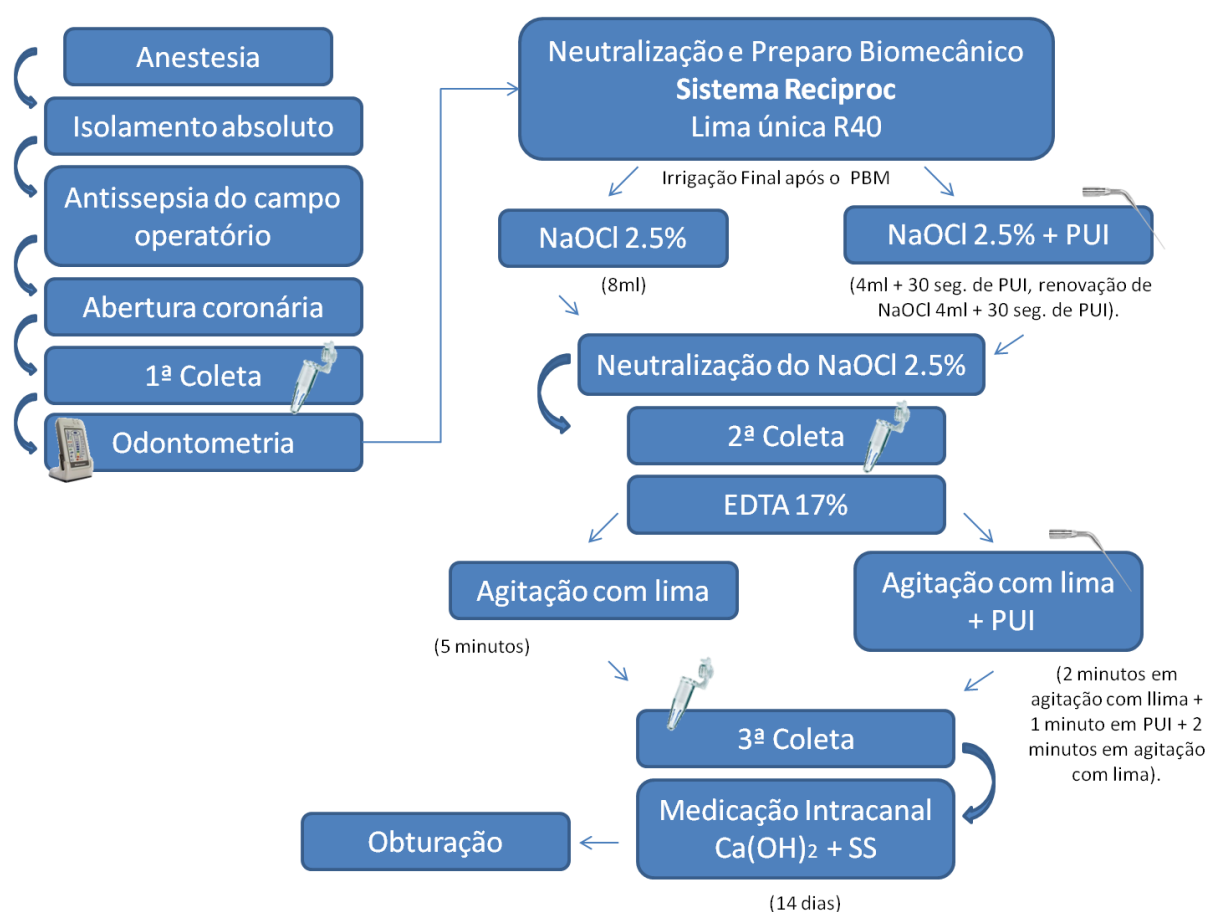 Anestesia
Isolamento absoluto
Antissepsia do campo
operatório
Abertura coronária
1ª Coleta
Odontometria
Neutralização e Preparo Biomecânico
Sistema Reciproc
Lima única R40
Irrigação Final após o PBM
NaOCl 2.5%
(8ml)
NaOCl 2.5% + PUI
(4ml + 30 seg. de PUI, renovação de
NaOCl 4ml + 30 seg. de PUI).
Neutralização do NaOCl 2.5%
2ª Coleta
EDTA 17%
Agitação com lima
(5 minutos)
Agitação com lima
+ PUI
(2 minutos em
agitação com llima +
1 minuto em PUI + 2
minutos em agitação
com lima).
3ª Coleta
Medicação Intracanal
Ca(OH)₂ + SS
(14 dias)
Obturação